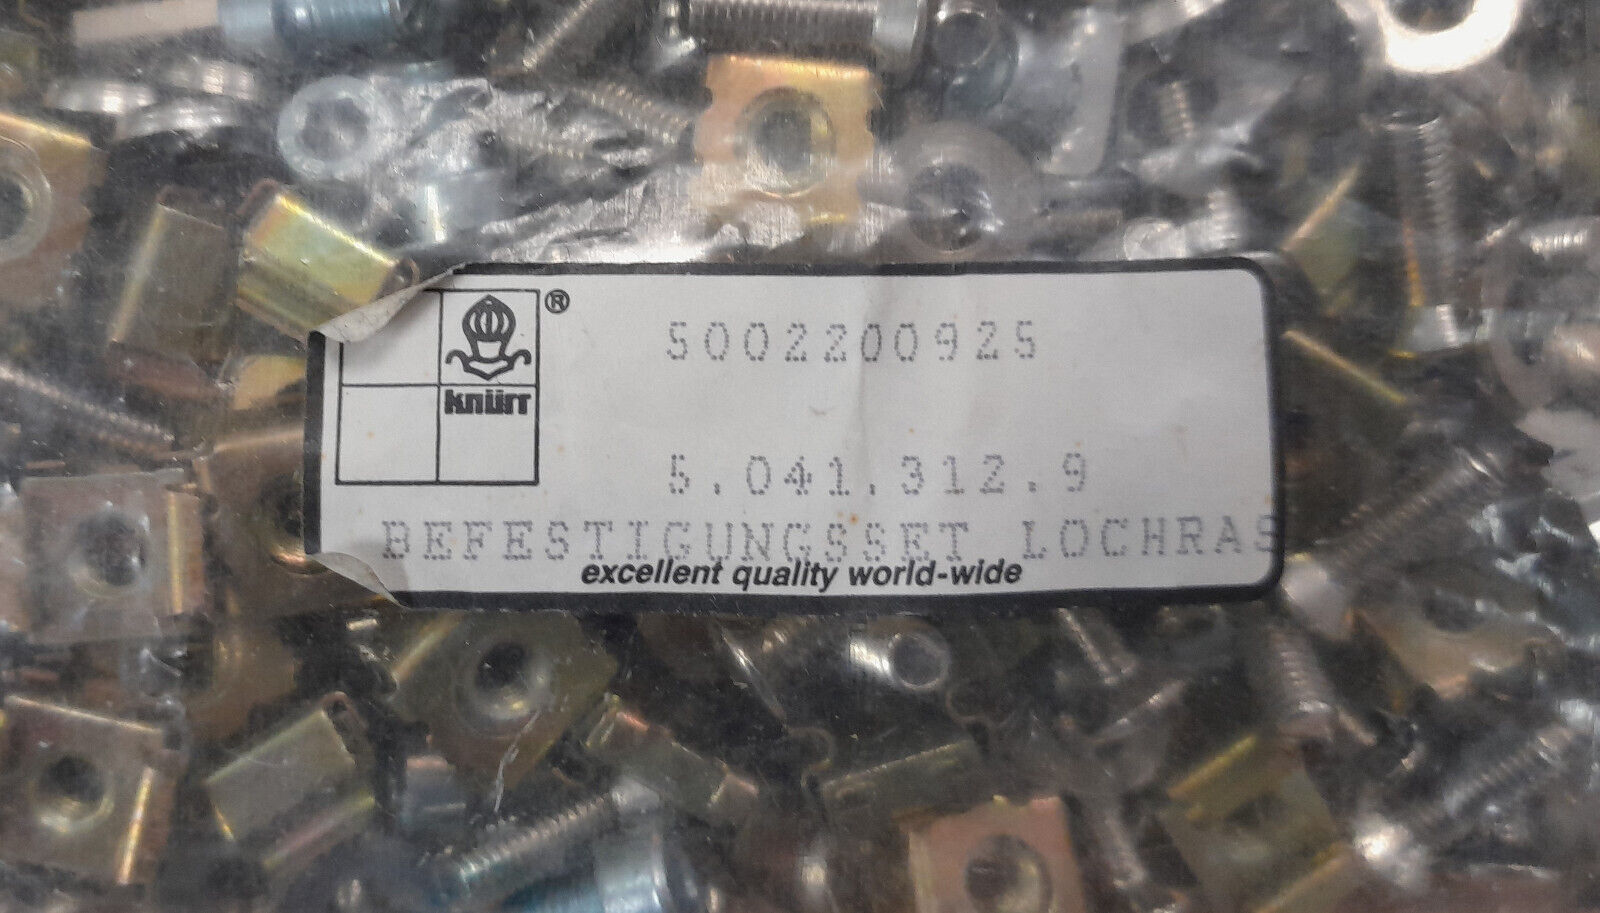 ®
knürr
5002200925
5.041.312.9
BEFESTIGUNGSSET LOCHRAS
excellent quality world-wide